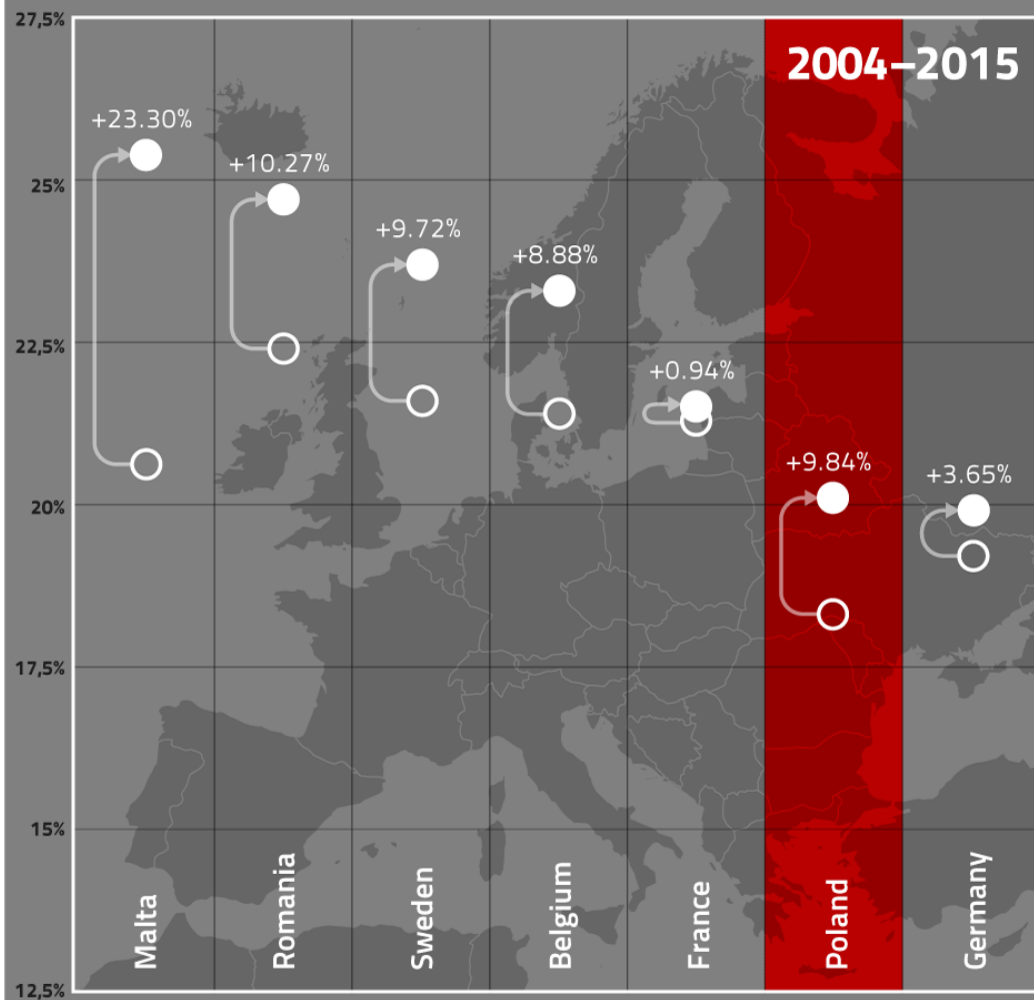 27,5%
2004–2015
+23.30%
+10.27%
25%
+9.72%
+8.88%
22,5%
+0.94%
+9.84%
+3.65%
20%
17,5%
15%
Malta
Romania
Sweden
Belgium
France
Poland
Germany
12,5%